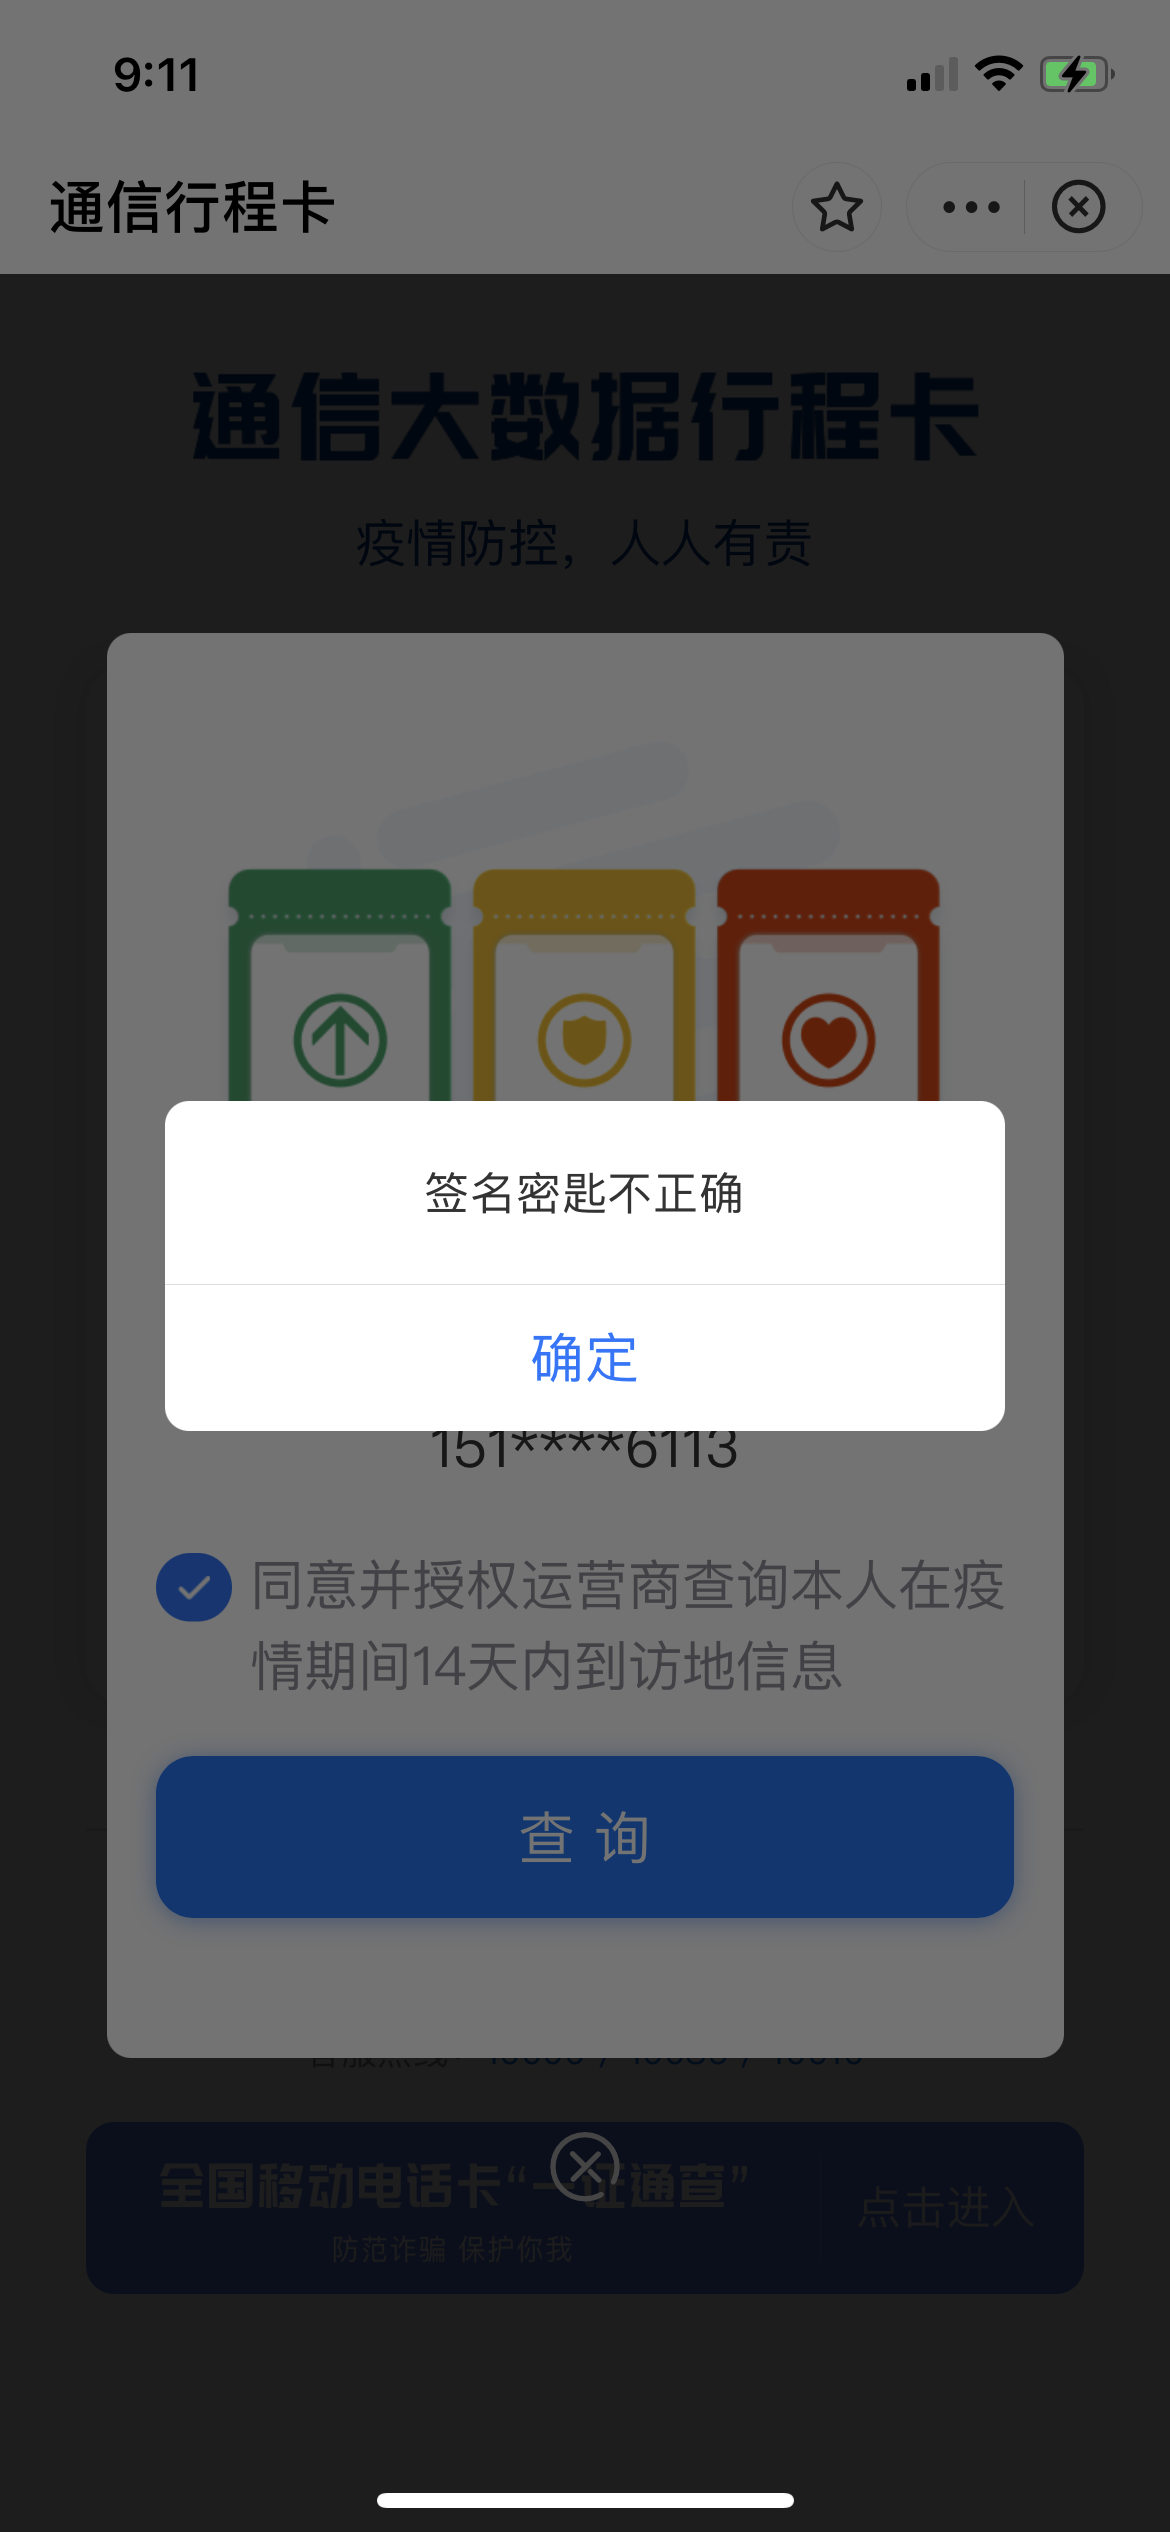 9:11
通信行程卡
通信大数据行程卡
疫情防控，人人有责
签名密匙不正确
确定
151****6113
同意并授权运营商查询本人在疫
情期间14天内到访地信息
查 询
全国移动电话卡“一证通查”
防范诈骗 保护你我
点击进入